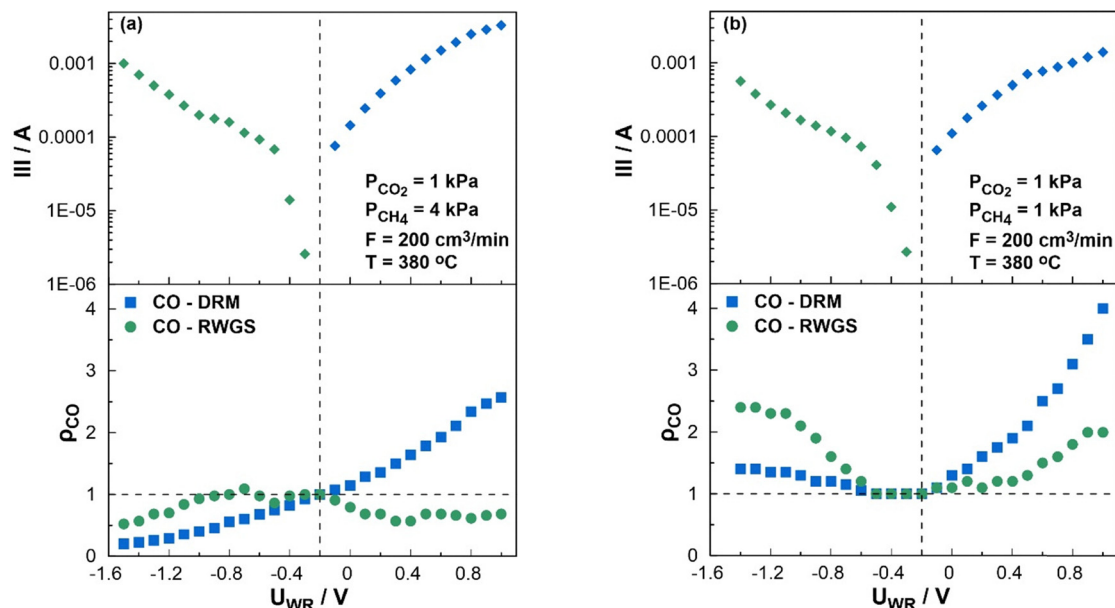 (a)
0.001
0.0001
1E-05
1E-06
III / A
P_CO2 = 1 kPa
P_CH4 = 4 kPa
F = 200 cm³/min
T = 380 ºC
CO - DRM
CO - RWGS
4
3
2
1
0
ρCO
-1.6 -1.2 -0.8 -0.4 0 0.4 0.8
U_WR / V
(b)
0.001
0.0001
1E-05
1E-06
III / A
P_CO2 = 1 kPa
P_CH4 = 1 kPa
F = 200 cm³/min
T = 380 ºC
CO - DRM
CO - RWGS
4
3
2
1
0
ρCO
-1.6 -1.2 -0.8 -0.4 0 0.4 0.8
U_WR / V